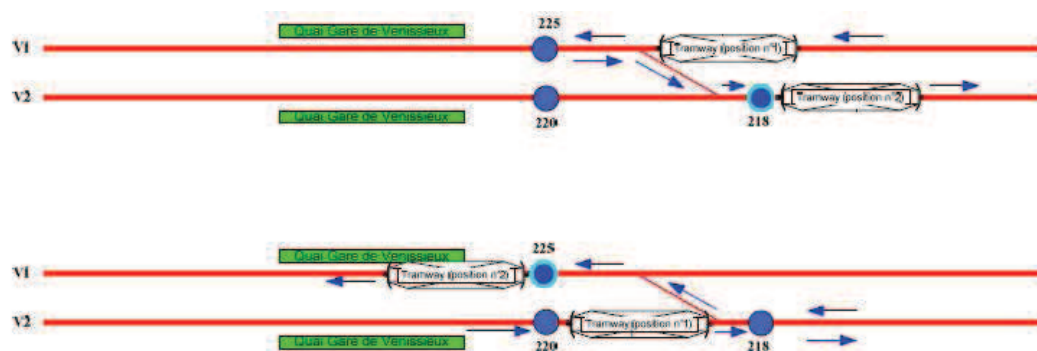 225
Quai Gare de Venissieux
V1
Tramway (position n°1)
V2
Tramway (position n°2)
Quai Gare de Venissieux
220
218
225
Quai Gare de Venissieux
V1
Tramway (position n°2)
V2
Tramway (position n°1)
Quai Gare de Venissieux
220
218